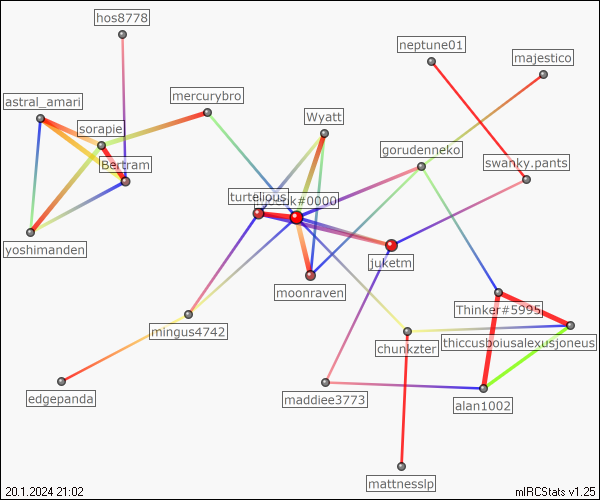 hos8778
neptune01
majestico
astral_amari
mercurybro
Wyatt
sorapie
gorudenneko
Bertram
swanky.pants
turtelious
uk#0000
yoshimanden
juketm
moonraven
Thinker#5995
mingus4742
chunkzter
thiccusboiusalexusjoneus
edgepanda
maddiee3773
alan1002
mattnesslp
20.1.2024 21:02
mIRCStats v1.25